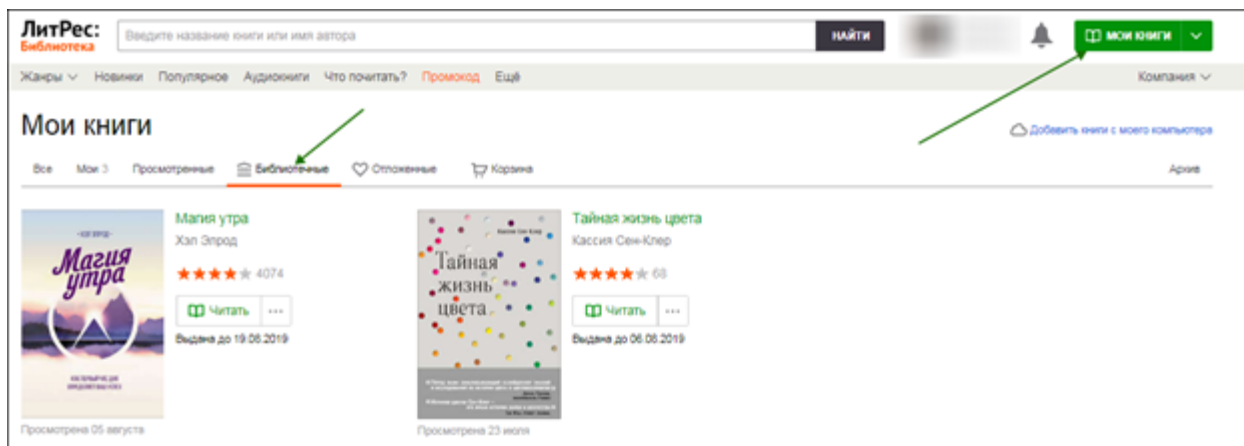 ЛитРес:
Библиотека
Введите название книги или имя автора
НАЙТИ
МОИ КНИГИ
Жанры Новинки Популярное Аудиокниги Что почитать? Промокод Ещё Компания
Мои книги
Добавить книги с моего компьютера
Все Мои 3 Просмотренные Библиотечные Отложенные Корзина Архив
Магия утра
Хэл Элрод
4074
Читать ...
Выдана до 19.08.2019
Магия
утра
Просмотрена 05 августа
Тайная жизнь цвета
Кассия Сен-Клер
68
Читать ...
Выдана до 06.08.2019
Кассия Сен-Клер
Тайная
жизнь
цвета
Просмотрена 23 июля